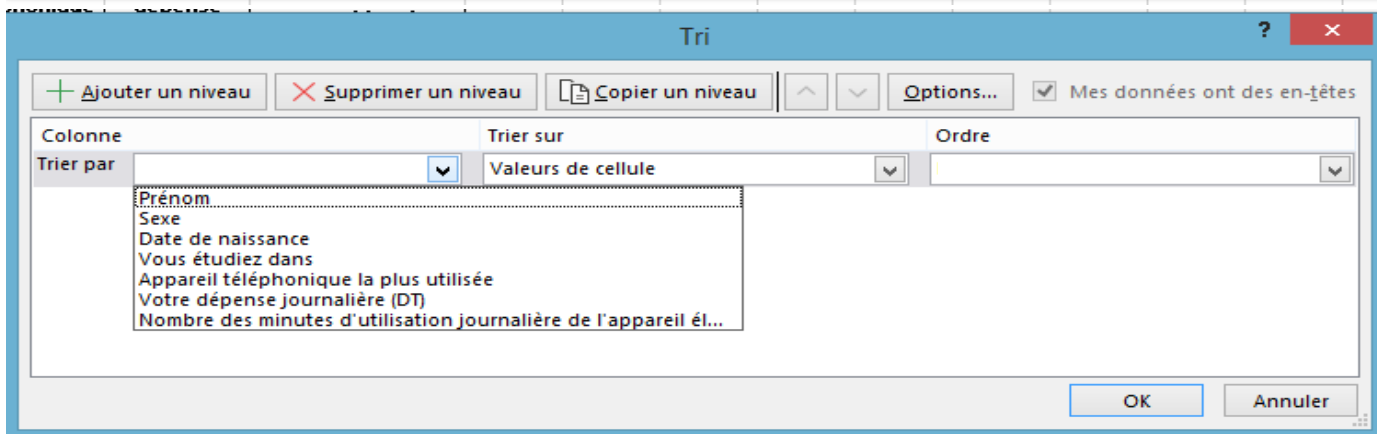 Tri
?
Ajouter un niveau Supprimer un niveau Copier un niveau Options... Mes données ont des en-têtes
Colonne Trier sur Ordre
Trier par Valeurs de cellule
Prénom
Sexe
Date de naissance
Vous étudiez dans
Appareil téléphonique la plus utilisée
Votre dépense journalière (DT)
Nombre des minutes d'utilisation journalière de l'appareil él...
OK Annuler